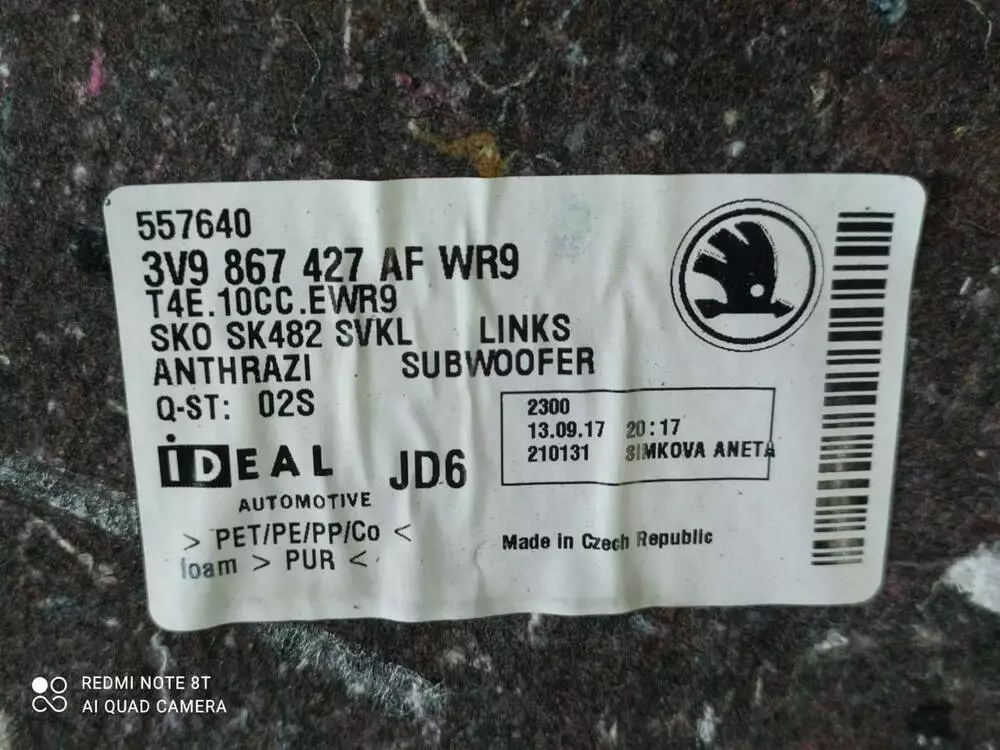 557640
3V9 867 427 AF WR9
T4E.10CC.EWR9
SKO SK482 SVKL LINKS
ANTHRAZI SUBWOOFER
Q-ST: 02S
2300
13.09.17 20:17
210131 SIMKOVA ANETA
iDEAL
AUTOMOTIVE
JD6
> PET/PE/PP/Co <
foam > PUR <
Made in Czech Republic
REDMI NOTE 8T
AI QUAD CAMERA